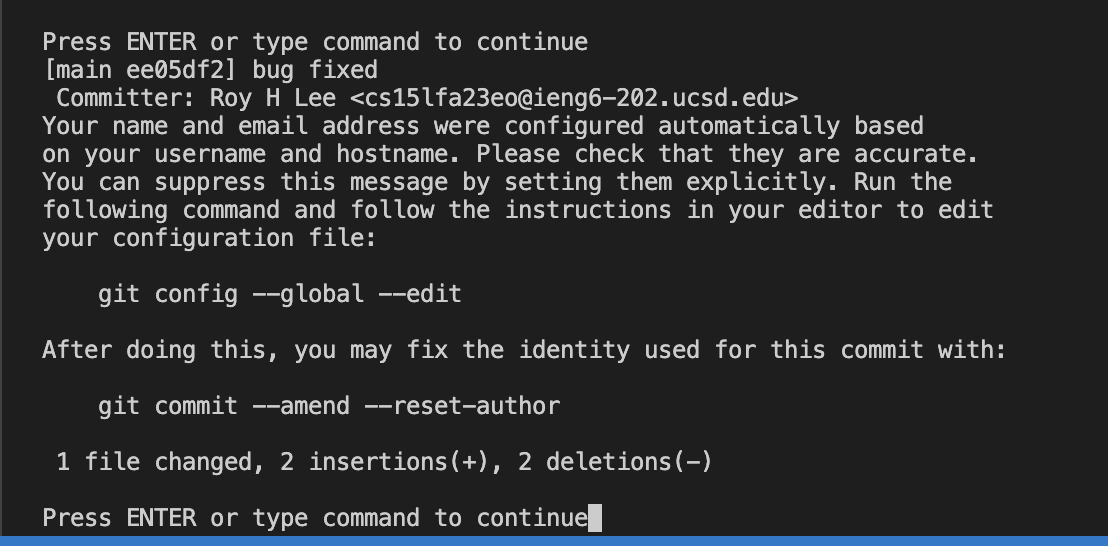 Press ENTER or type command to continue
[main ee05df2] bug fixed
 Committer: Roy H Lee <cs15lfa23eo@ieng6-202.ucsd.edu>
Your name and email address were configured automatically based
on your username and hostname. Please check that they are accurate.
You can suppress this message by setting them explicitly. Run the
following command and follow the instructions in your editor to edit
your configuration file:
    git config --global --edit
After doing this, you may fix the identity used for this commit with:
    git commit --amend --reset-author
 1 file changed, 2 insertions(+), 2 deletions(-)
Press ENTER or type command to continue